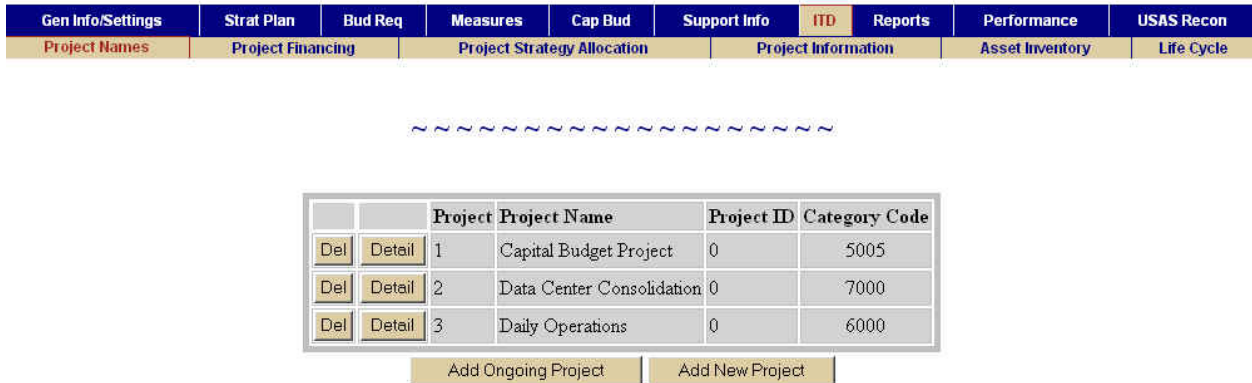 Gen Info/Settings Strat Plan Bud Req Measures Cap Bud Support Info ITD Reports Performance USAS Recon
Project Names Project Financing Project Strategy Allocation Project Information Asset Inventory Life Cycle
~ ~ ~ ~ ~ ~ ~ ~ ~ ~ ~ ~ ~ ~ ~ ~ ~ ~ ~
Project Project Name Project ID Category Code
Del Detail 1 Capital Budget Project 0 5005
Del Detail 2 Data Center Consolidation 0 7000
Del Detail 3 Daily Operations 0 6000
Add Ongoing Project Add New Project